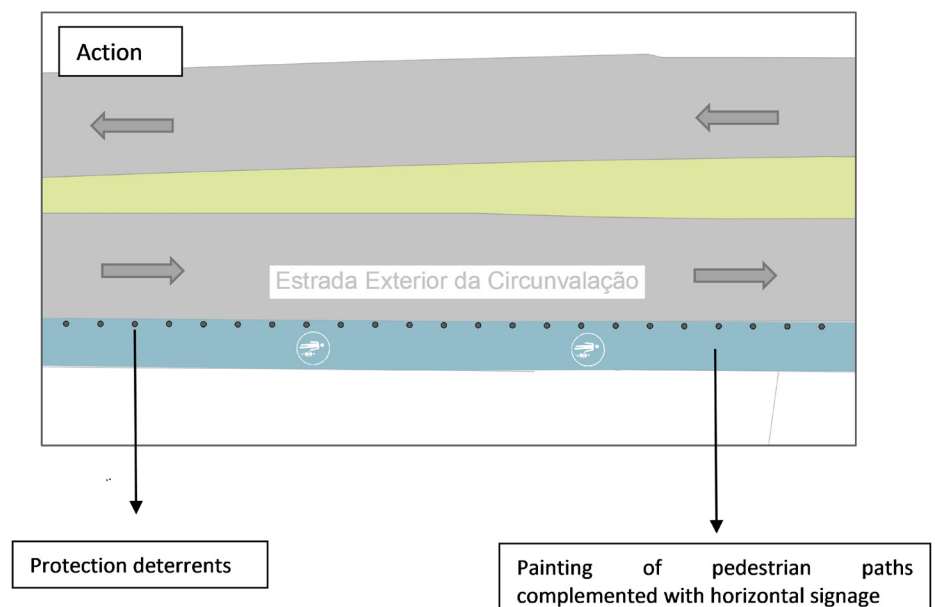 Action
Estrada Exterior da Circunvalação
Protection deterrents
Painting of pedestrian paths
complemented with horizontal signage